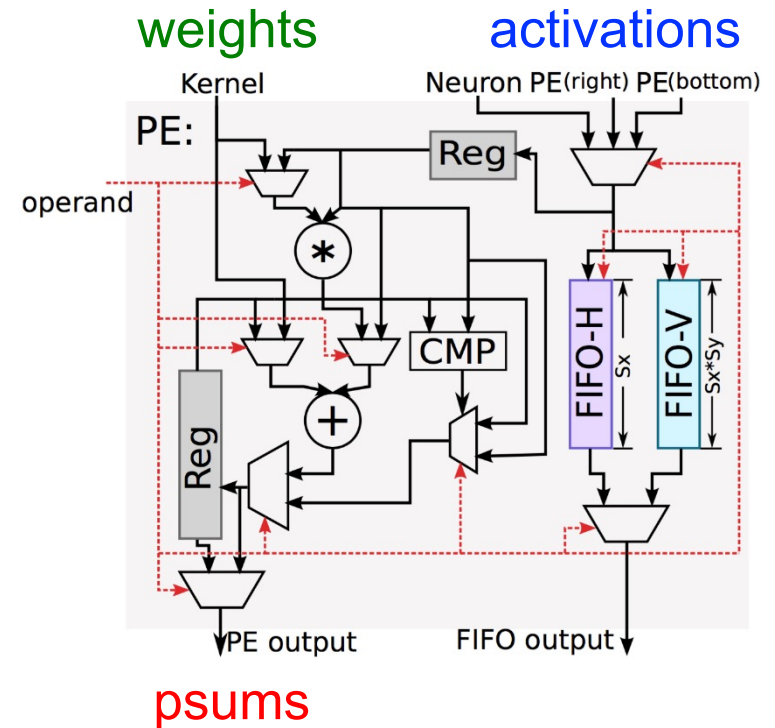 weights
activations
Kernel
Neuron PE(right) PE(bottom)
PE:
Reg
operand
*
CMP
FIFO-H
Sx
FIFO-V
Sx*Sy
+
Reg
PE output
FIFO output
psums